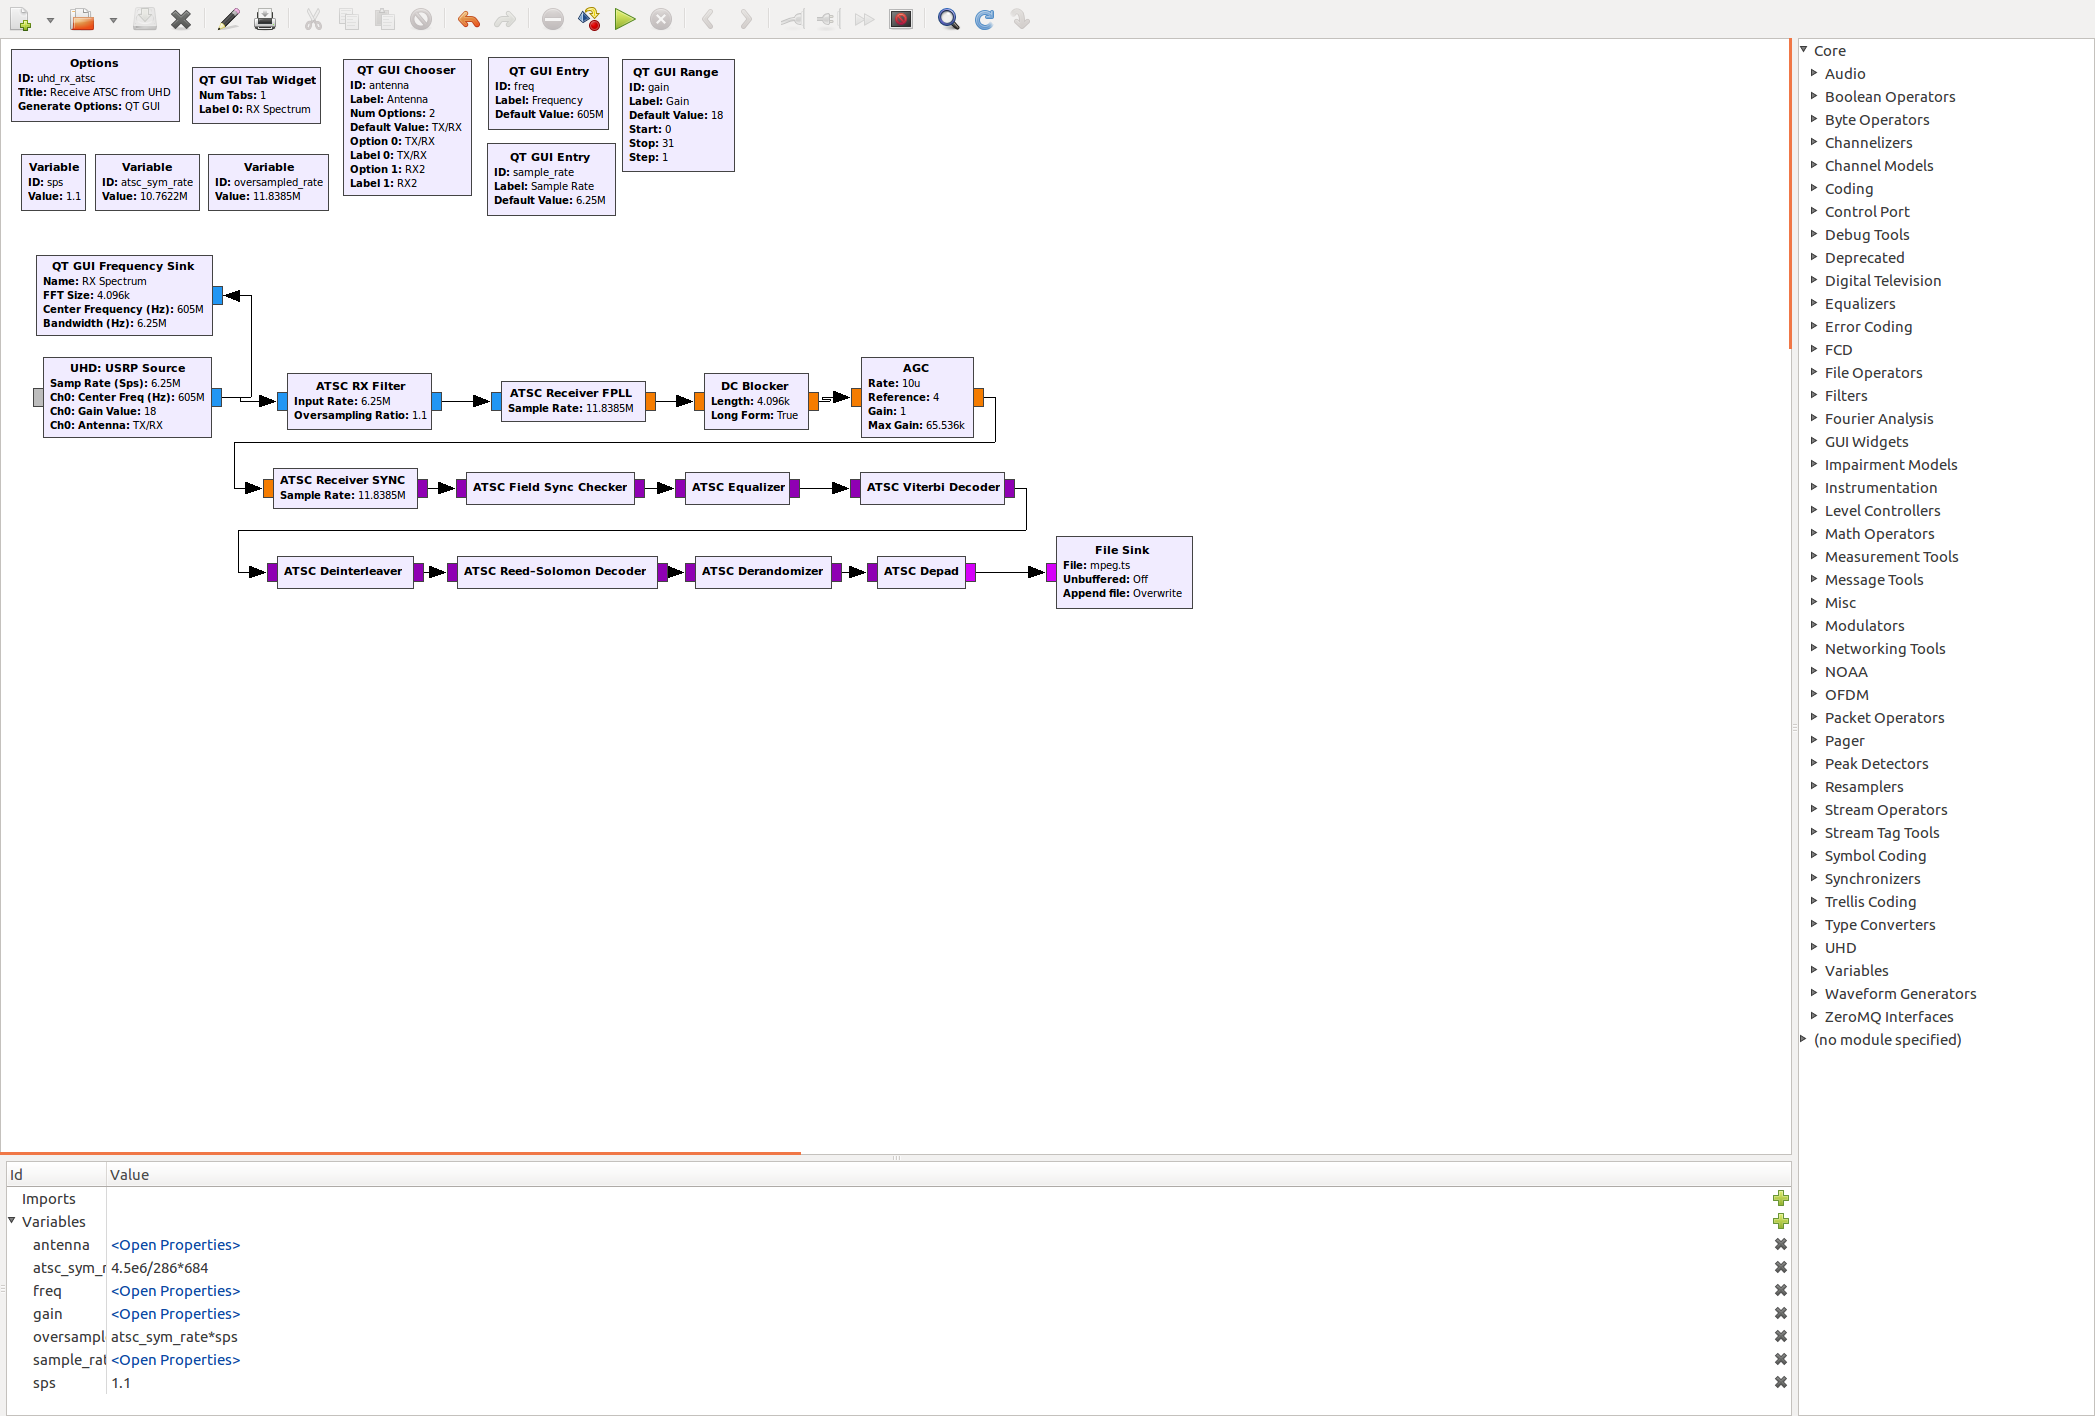 Options
ID: uhd_rx_atsc
Title: Receive ATSC from UHD
Generate Options: QT GUI
QT GUI Tab Widget
Num Tabs: 1
Label 0: RX Spectrum
QT GUI Chooser
ID: antenna
Label: Antenna
Num Options: 2
Default Value: TX/RX
Option 0: TX/RX
Label 0: TX/RX
Option 1: RX2
Label 1: RX2
QT GUI Entry
ID: freq
Label: Frequency
Default Value: 605M
QT GUI Range
ID: gain
Label: Gain
Default Value: 18
Start: 0
Stop: 31
Step: 1
Variable
ID: sps
Value: 1.1
Variable
ID: atsc_sym_rate
Value: 10.7622M
Variable
ID: oversampled_rate
Value: 11.8385M
QT GUI Entry
ID: sample_rate
Label: Sample Rate
Default Value: 6.25M
QT GUI Frequency Sink
Name: RX Spectrum
FFT Size: 4.096k
Center Frequency (Hz): 605M
Bandwidth (Hz): 6.25M
UHD: USRP Source
Samp Rate (Sps): 6.25M
Ch0: Center Freq (Hz): 605M
Ch0: Gain Value: 18
Ch0: Antenna: TX/RX
ATSC RX Filter
Input Rate: 6.25M
Oversampling Ratio: 1.1
ATSC Receiver FPLL
Sample Rate: 11.8385M
DC Blocker
Length: 4.096k
Long Form: True
AGC
Rate: 10u
Reference: 4
Gain: 1
Max Gain: 65.536k
ATSC Receiver SYNC
Sample Rate: 11.8385M
ATSC Field Sync Checker
ATSC Equalizer
ATSC Viterbi Decoder
ATSC Deinterleaver
ATSC Reed-Solomon Decoder
ATSC Derandomizer
ATSC Depad
File Sink
File: mpeg.ts
Unbuffered: Off
Append file: Overwrite
Id Value
Imports
Variables
antenna <Open Properties>
atsc_sym_r 4.5e6/286*684
freq <Open Properties>
gain <Open Properties>
oversampl atsc_sym_rate*sps
sample_rat <Open Properties>
sps 1.1
Core
Audio
Boolean Operators
Byte Operators
Channelizers
Channel Models
Coding
Control Port
Debug Tools
Deprecated
Digital Television
Equalizers
Error Coding
FCD
File Operators
Filters
Fourier Analysis
GUI Widgets
Impairment Models
Instrumentation
Level Controllers
Math Operators
Measurement Tools
Message Tools
Misc
Modulators
Networking Tools
NOAA
OFDM
Packet Operators
Pager
Peak Detectors
Resamplers
Stream Operators
Stream Tag Tools
Symbol Coding
Synchronizers
Trellis Coding
Type Converters
UHD
Variables
Waveform Generators
ZeroMQ Interfaces
(no module specified)